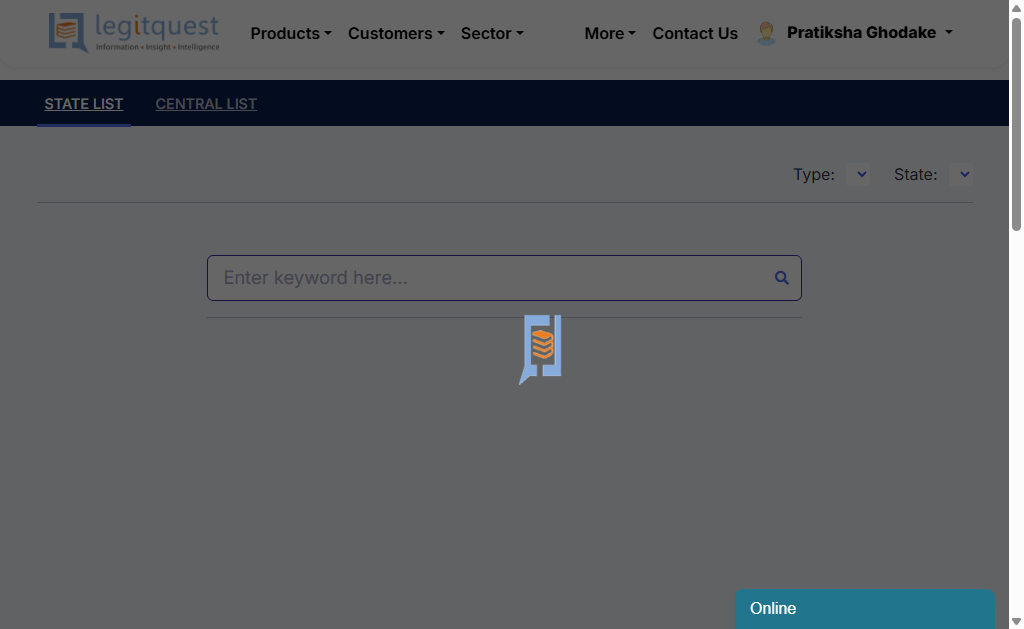 legitquest
Information • Insight • Intelligence
Products
Customers
Sector
More
Contact Us
Pratiksha Ghodake
STATE LIST
CENTRAL LIST
Type:
State:
Enter keyword here...
Online